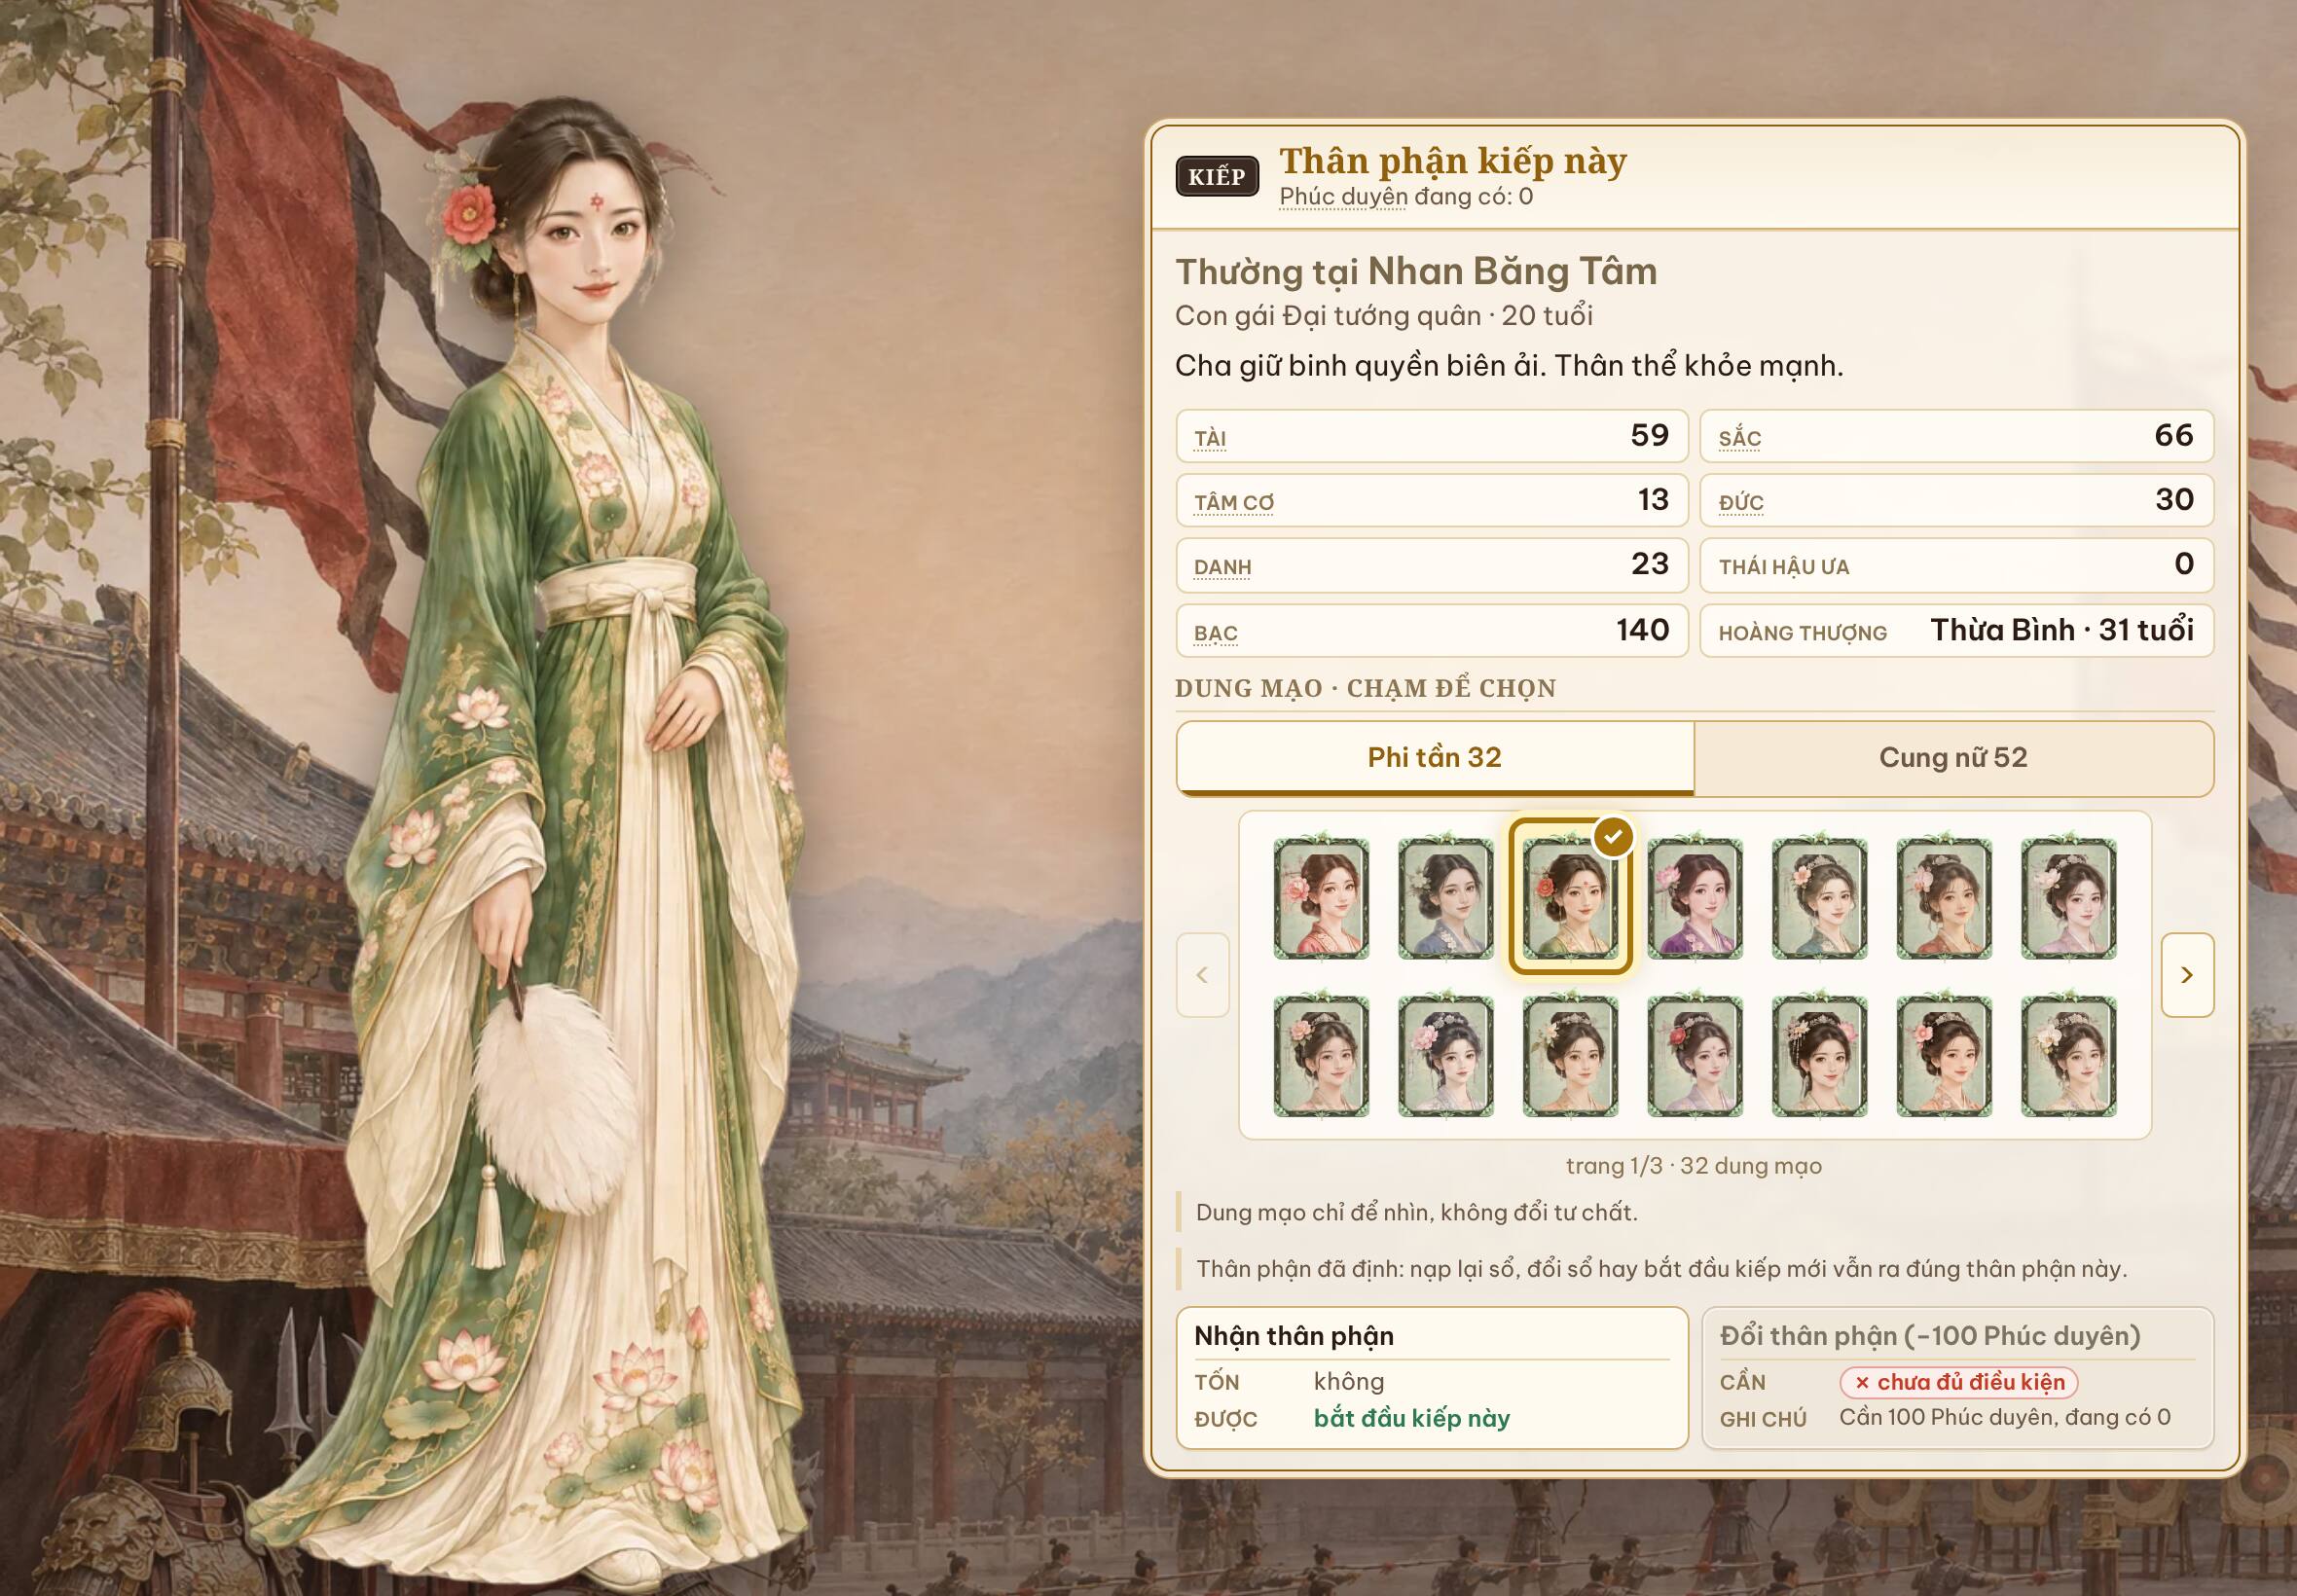 KIẾP
Thân phận kiếp này
Phúc duyên đang có: 0
Thường tại Nhan Băng Tâm
Con gái Đại tướng quân · 20 tuổi
Cha giữ binh quyền biên ải. Thân thể khỏe mạnh.
TÀI 59
SẮC 66
TÂM CƠ 13
ĐỨC 30
DANH 23
THÁI HẬU ƯA 0
BẠC 140
HOÀNG THƯỢNG Thừa Bình · 31 tuổi
DUNG MẠO · CHẠM ĐỂ CHỌN
Phi tần 32
Cung nữ 52
trang 1/3 · 32 dung mạo
Dung mạo chỉ để nhìn, không đổi tư chất.
Thân phận đã định: nạp lại sổ, đổi sổ hay bắt đầu kiếp mới vẫn ra đúng thân phận này.
Nhận thân phận
TỐN không
ĐƯỢC bắt đầu kiếp này
Đổi thân phận (−100 Phúc duyên)
CẦN × chưa đủ điều kiện
GHI CHÚ Cần 100 Phúc duyên, đang có 0